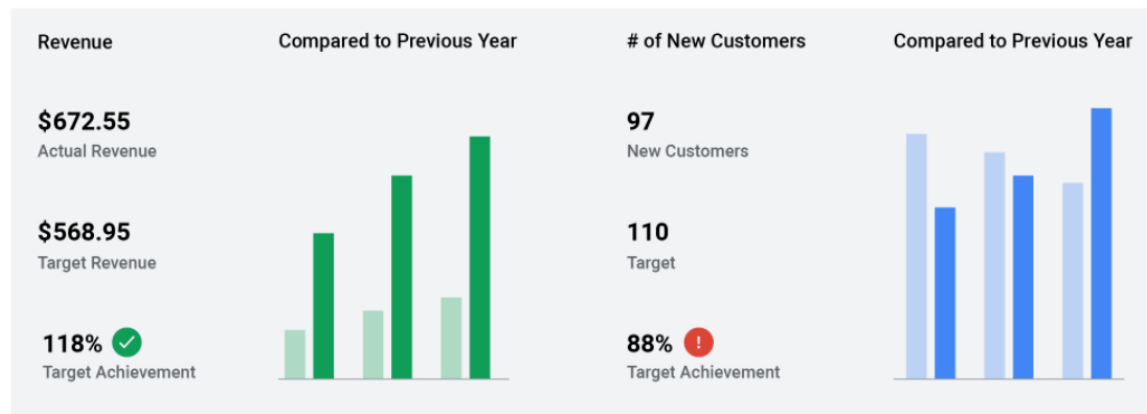 Revenue
Compared to Previous Year
$672.55
Actual Revenue
$568.95
Target Revenue
118%
Target Achievement
# of New Customers
Compared to Previous Year
97
New Customers
110
Target
88% !
Target Achievement